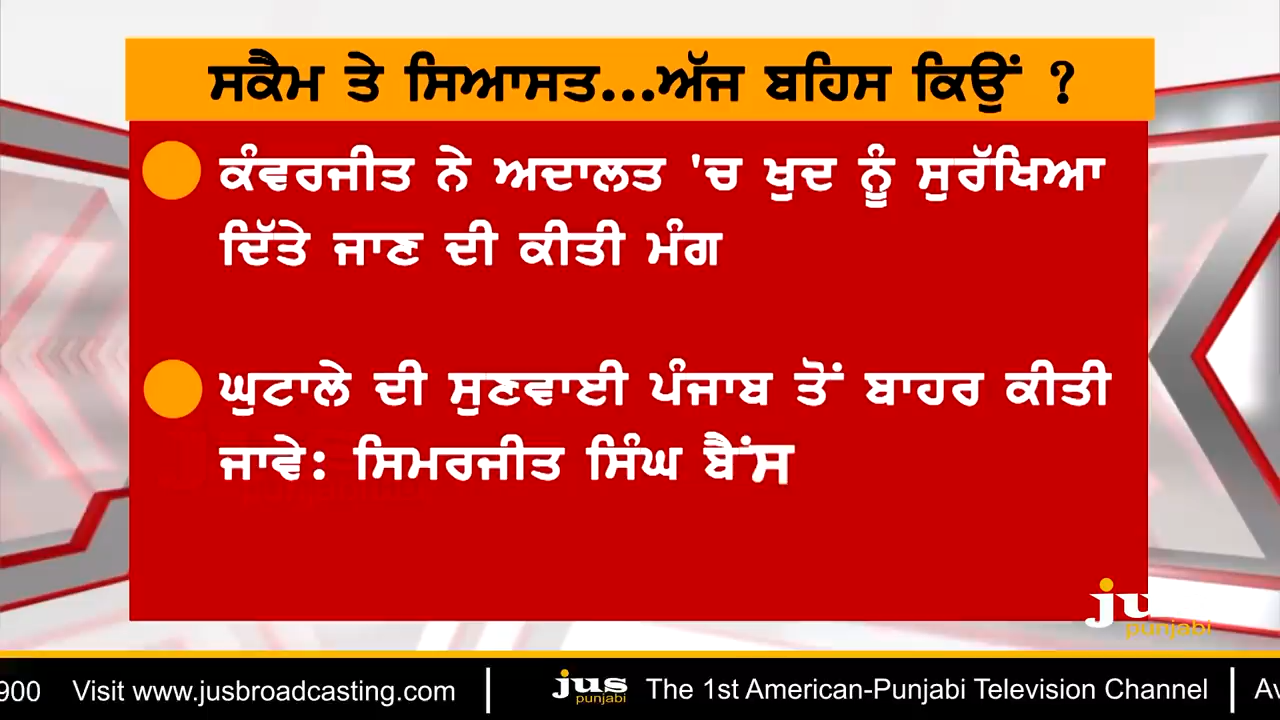 ਸਕੈਮ ਤੇ ਸਿਆਸਤ...ਅੱਜ ਬਹਿਸ ਕਿਉਂ ?
ਕੰਵਰਜੀਤ ਨੇ ਅਦਾਲਤ 'ਚ ਖੁਦ ਨੂੰ ਸੁਰੱਖਿਆ
ਦਿੱਤੇ ਜਾਣ ਦੀ ਕੀਤੀ ਮੰਗ
ਘੁਟਾਲੇ ਦੀ ਸੁਣਵਾਈ ਪੰਜਾਬ ਤੋਂ ਬਾਹਰ ਕੀਤੀ
ਜਾਵੇ: ਸਿਮਰਜੀਤ ਸਿੰਘ ਬੈਂਸ
jus
punjabi
900 Visit www.jusbroadcasting.com | jus punjabi The 1st American-Punjabi Television Channel | Av